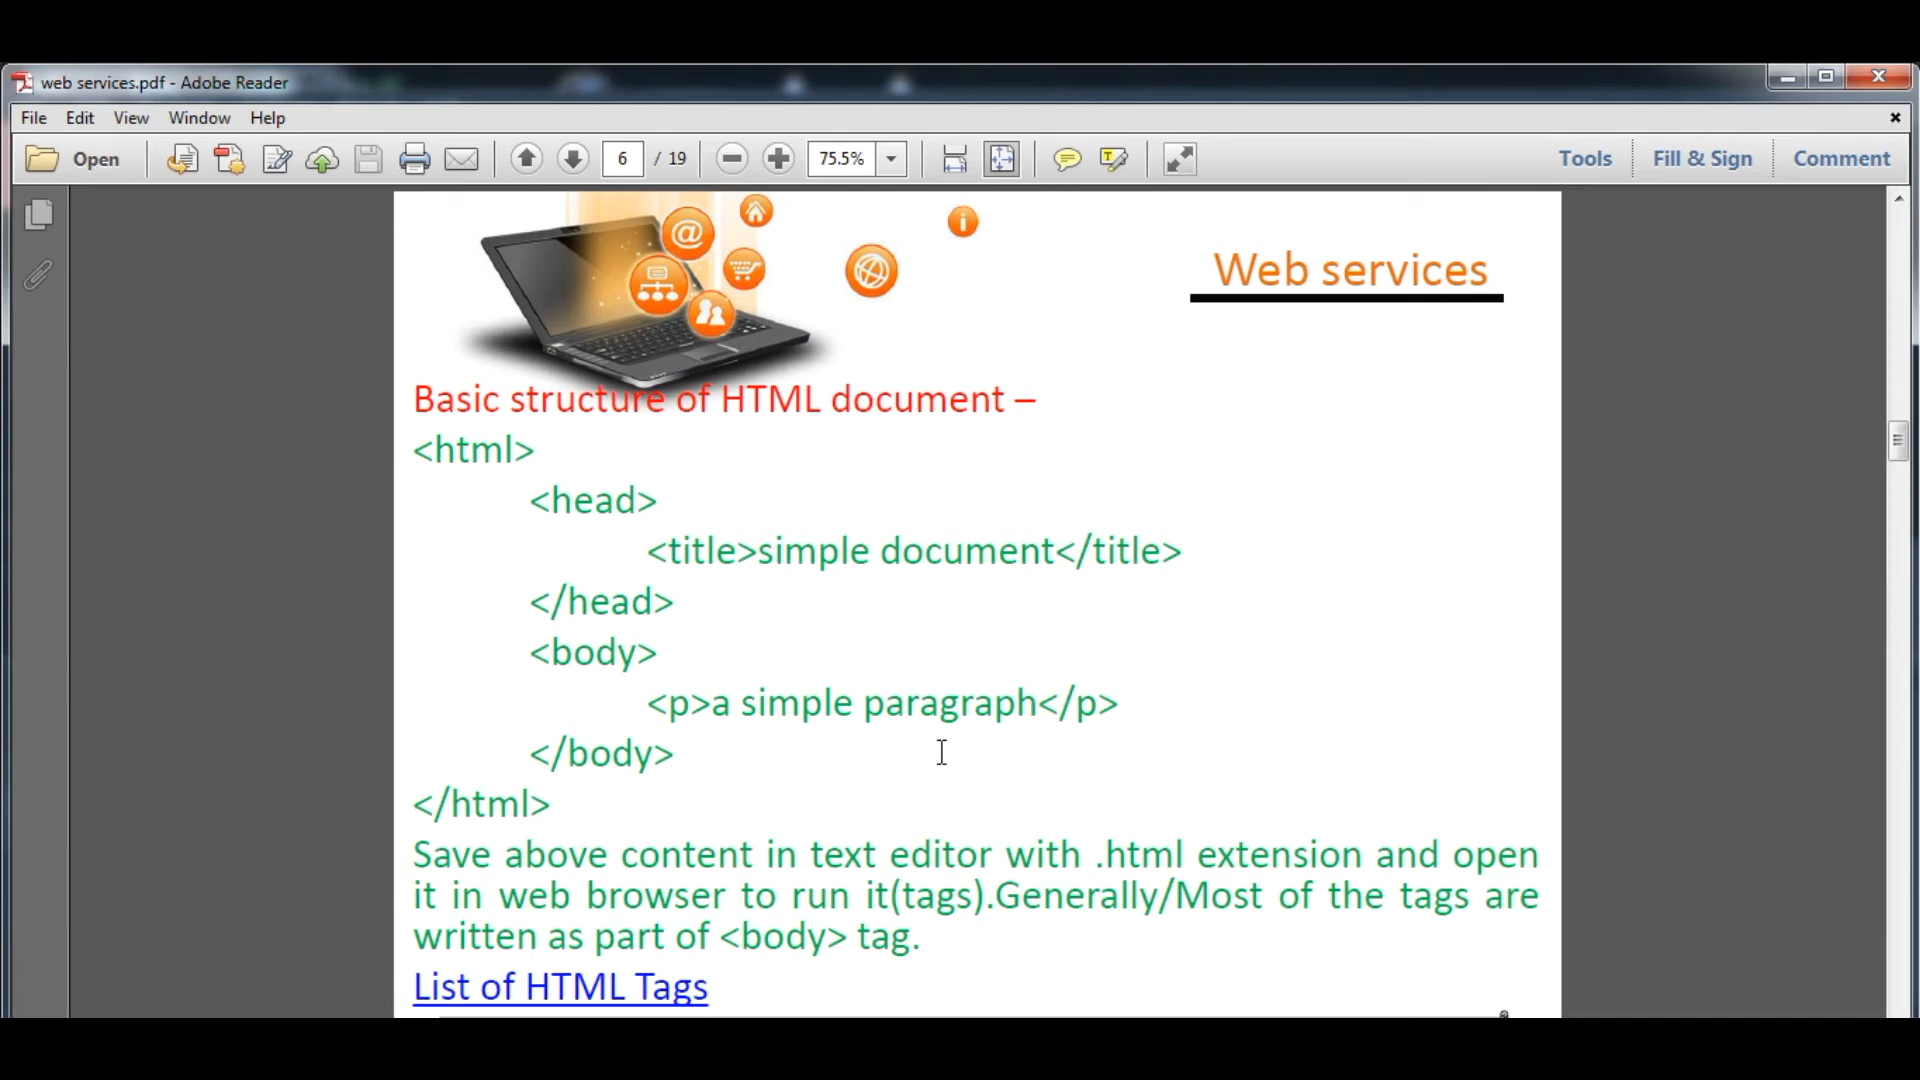 web services.pdf - Adobe Reader
File Edit View Window Help
Open 6 / 19 75.5% Tools Fill & Sign Comment
Web services
Basic structure of HTML document –
<html>
<head>
<title>simple document</title>
</head>
<body>
<p>a simple paragraph</p>
</body>
</html>
Save above content in text editor with .html extension and open
it in web browser to run it(tags).Generally/Most of the tags are
written as part of <body> tag.
List of HTML Tags